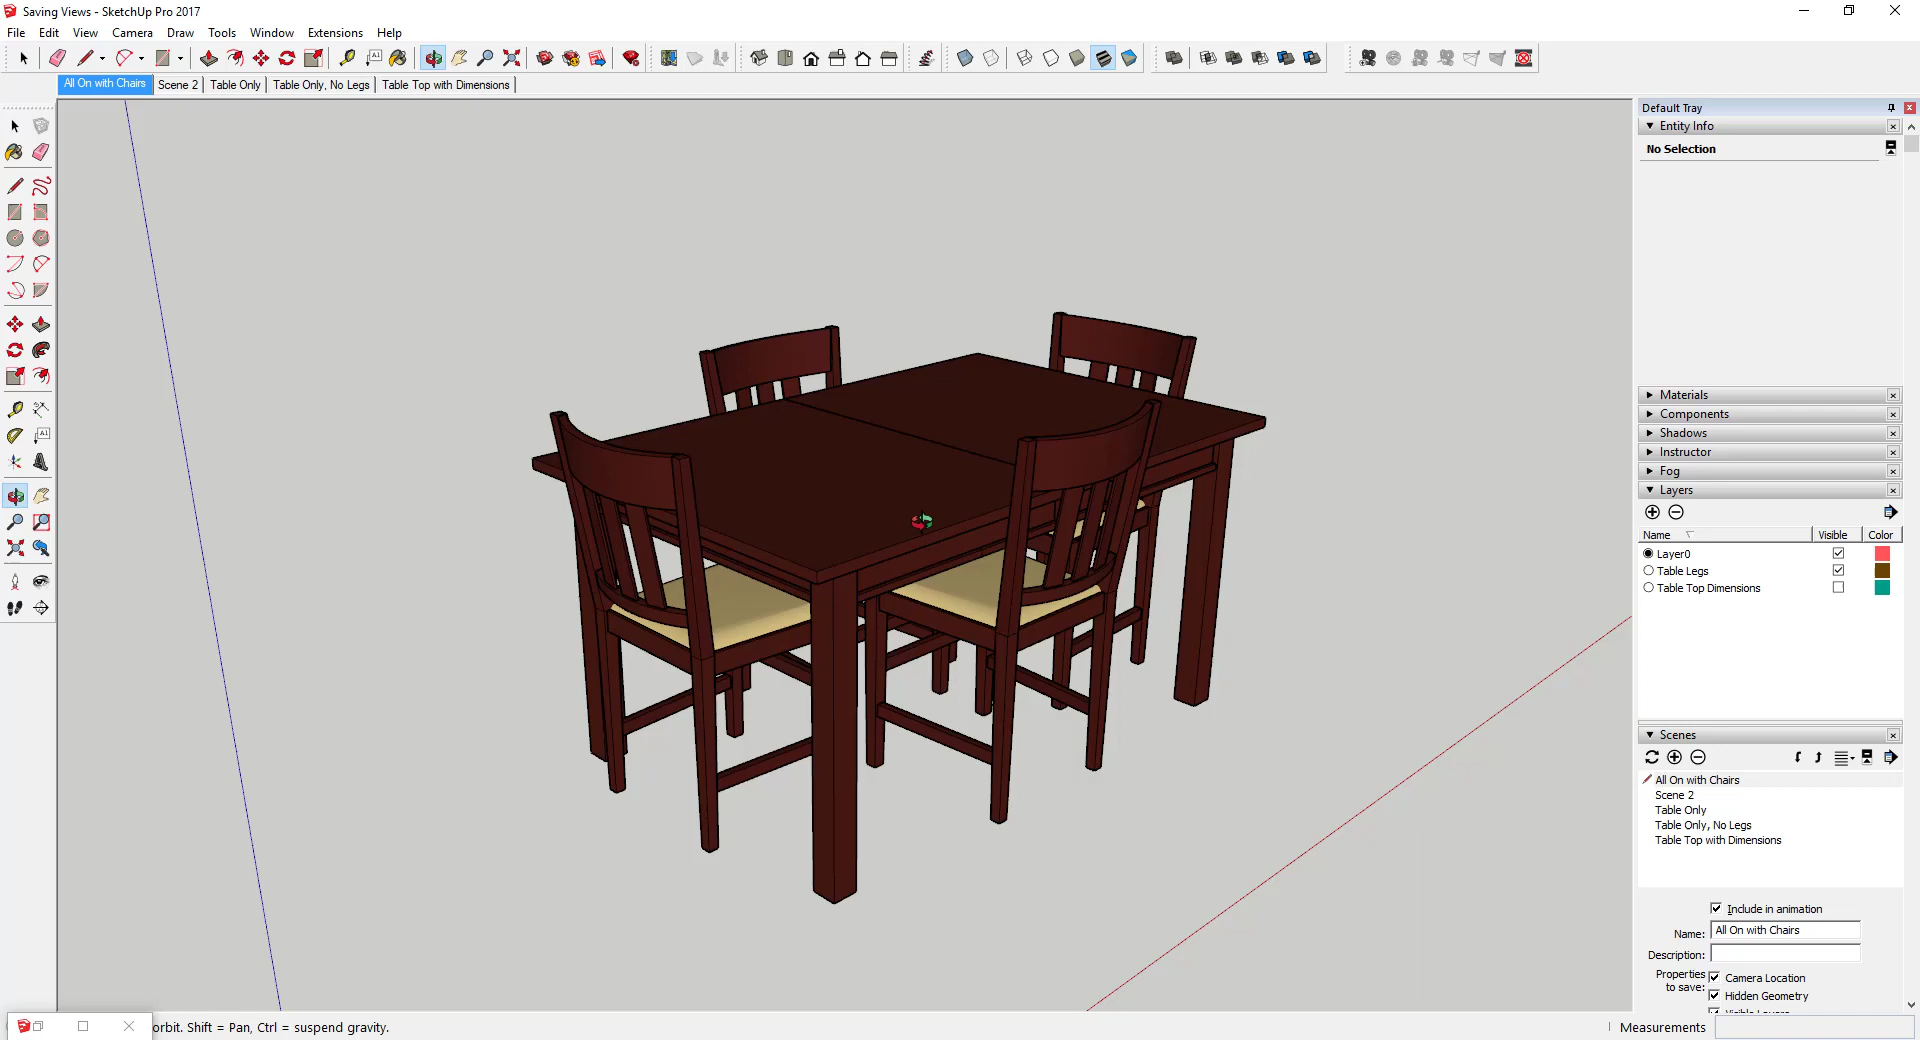 Saving Views - SketchUp Pro 2017
File Edit View Camera Draw Tools Window Extensions Help
All On with Chairs Scene 2 Table Only Table Only, No Legs Table Top with Dimensions
Default Tray
Entity Info
No Selection
Materials
Components
Shadows
Instructor
Fog
Layers
Name Visible Color
Layer0
Table Legs
Table Top Dimensions
Scenes
All On with Chairs
Scene 2
Table Only
Table Only, No Legs
Table Top with Dimensions
Include in animation
Name: All On with Chairs
Description:
Properties to save: Camera Location
Hidden Geometry
orbit. Shift = Pan, Ctrl = suspend gravity.
Measurements